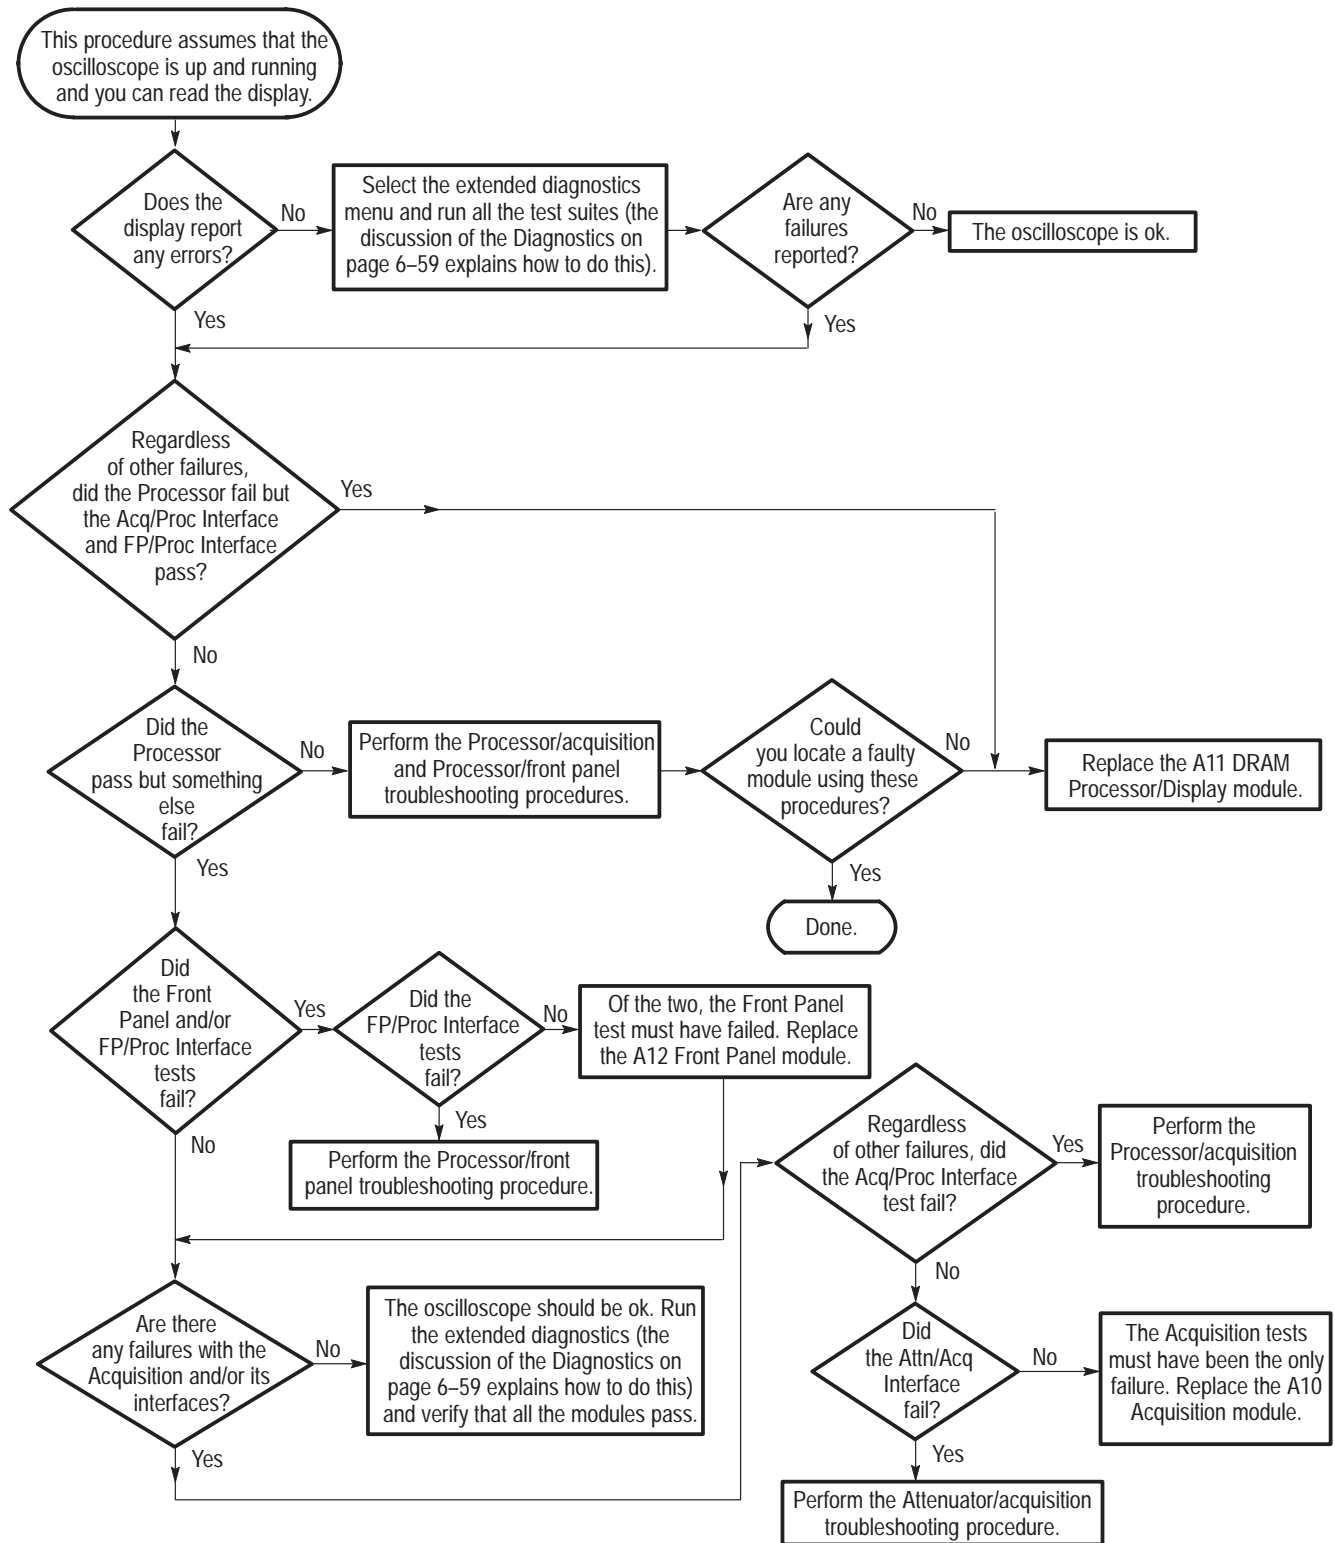 This procedure assumes that the
oscilloscope is up and running
and you can read the display.
Does the
display report
any errors?
No
Select the extended diagnostics
menu and run all the test suites (the
discussion of the Diagnostics on
page 6–59 explains how to do this).
Are any
failures
reported?
No
The oscilloscope is ok.
Yes
Yes
Regardless
of other failures,
did the Processor fail but
the Acq/Proc Interface
and FP/Proc Interface
pass?
Yes
No
Did the
Processor
pass but something
else
fail?
No
Perform the Processor/acquisition
and Processor/front panel
troubleshooting procedures.
Could
you locate a faulty
module using these
procedures?
No
Replace the A11 DRAM
Processor/Display module.
Yes
Yes
Done.
Did
the Front
Panel and/or
FP/Proc Interface
tests
fail?
Yes
Did the
FP/Proc Interface
tests
fail?
No
Of the two, the Front Panel
test must have failed. Replace
the A12 Front Panel module.
Yes
No
Perform the Processor/front
panel troubleshooting procedure.
Regardless
of other failures, did
the Acq/Proc Interface
test fail?
Yes
Perform the
Processor/acquisition
troubleshooting
procedure.
No
Are there
any failures with the
Acquisition and/or its
interfaces?
No
The oscilloscope should be ok. Run
the extended diagnostics (the
discussion of the Diagnostics on
page 6–59 explains how to do this)
and verify that all the modules pass.
Did
the Attn/Acq
Interface
fail?
No
The Acquisition tests
must have been the only
failure. Replace the A10
Acquisition module.
Yes
Yes
Perform the Attenuator/acquisition
troubleshooting procedure.